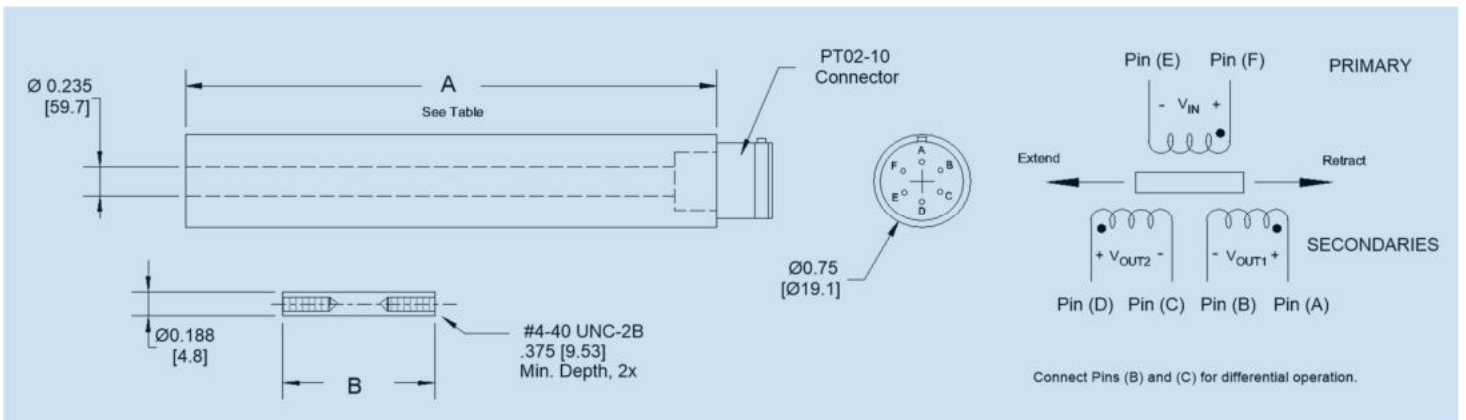 Ø 0.235
[59.7]
A
See Table
PT02-10
Connector
Ø0.188
[4.8]
B
#4-40 UNC-2B
.375 [9.53]
Min. Depth, 2x
A
B
C
D
E
F
Ø0.75
[Ø19.1]
Pin (E) Pin (F)
PRIMARY
- VIN +
Extend
Retract
SECONDARIES
+ VOUT2 -
- VOUT1 +
Pin (D) Pin (C) Pin (B) Pin (A)
Connect Pins (B) and (C) for differential operation.